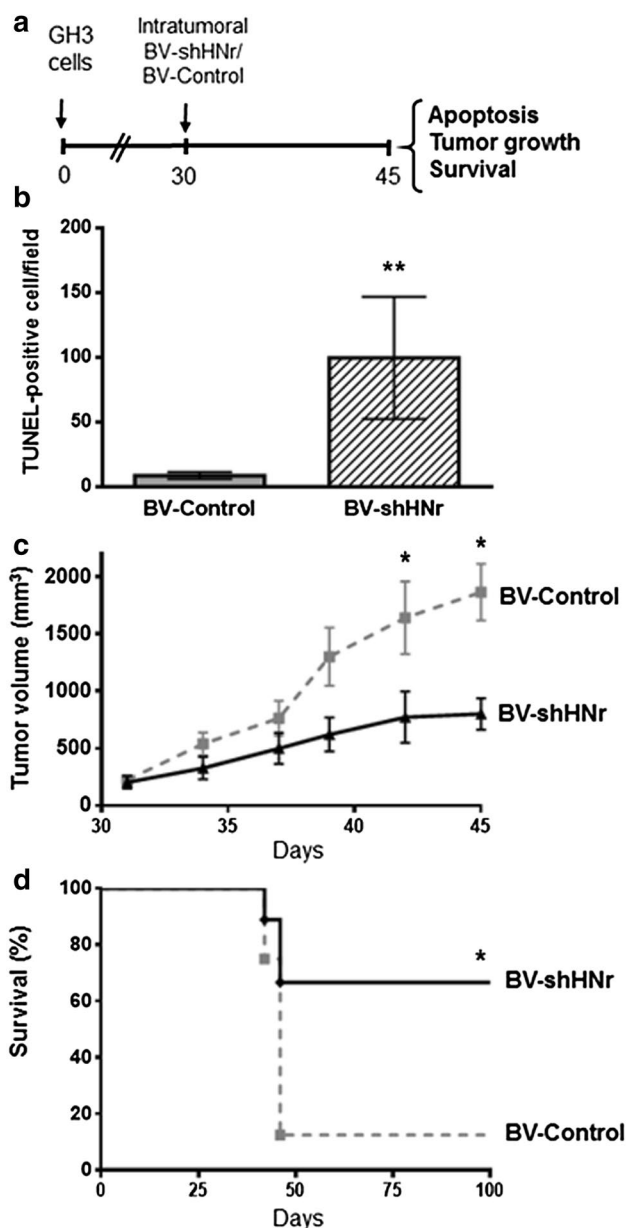 a
GH3
cells
Intratumoral
BV-shHNr/
BV-Control
0
30
45
Apoptosis
Tumor growth
Survival
b
TUNEL-positive cell/field
200
150
100
50
0
**
BV-Control
BV-shHNr
c
Tumor volume (mm³)
2000
1500
1000
500
0
*
*
BV-Control
BV-shHNr
30
35
40
45
Days
d
Survival (%)
100
80
60
40
20
0
*
BV-shHNr
BV-Control
0
25
50
75
100
Days